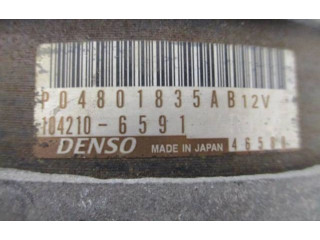 P04801835AB 12V
104210-6591
DENSO MADE IN JAPAN